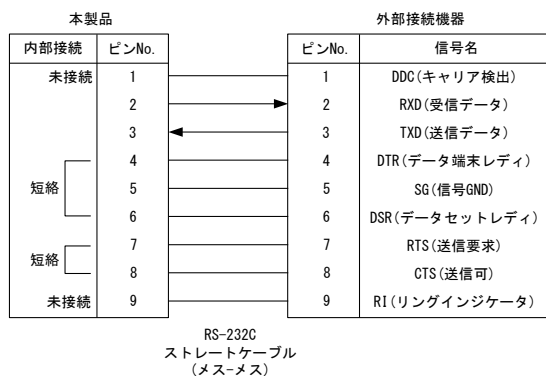 本製品 外部接続機器
内部接続 ピンNo. ピンNo. 信号名
未接続 1 1 DDC(キャリア検出)
2 2 RXD(受信データ)
3 3 TXD(送信データ)
4 4 DTR(データ端末レディ)
短絡 5 5 SG(信号GND)
6 6 DSR(データセットレディ)
7 7 RTS(送信要求)
短絡
8 8 CTS(送信可)
未接続 9 9 RI(リングインジケータ)
RS-232C
ストレートケーブル
(メス-メス)